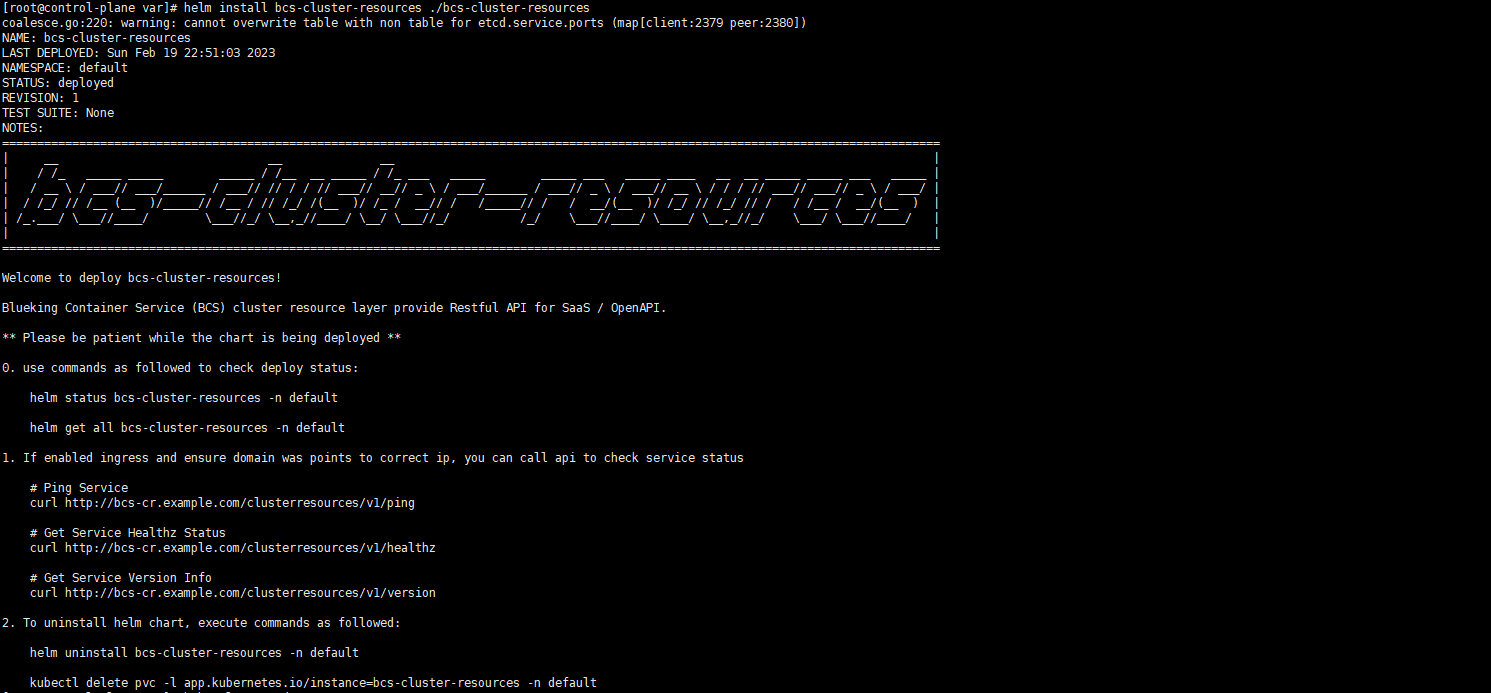 [root@control-plane var]# helm install bcs-cluster-resources ./bcs-cluster-resources
coalesce.go:220: warning: cannot overwrite table with non table for etcd.service.ports (map[client:2379 peer:2380])
NAME: bcs-cluster-resources
LAST DEPLOYED: Sun Feb 19 22:51:03 2023
NAMESPACE: default
STATUS: deployed
REVISION: 1
TEST SUITE: None
NOTES:
bcs-cluster-resources
Welcome to deploy bcs-cluster-resources!
Blueking Container Service (BCS) cluster resource layer provide Restful API for SaaS / OpenAPI.
** Please be patient while the chart is being deployed **
0. use commands as followed to check deploy status:
helm status bcs-cluster-resources -n default
helm get all bcs-cluster-resources -n default
1. If enabled ingress and ensure domain was points to correct ip, you can call api to check service status
# Ping Service
curl http://bcs-cr.example.com/clusterresources/v1/ping
# Get Service Healthz Status
curl http://bcs-cr.example.com/clusterresources/v1/healthz
# Get Service Version Info
curl http://bcs-cr.example.com/clusterresources/v1/version
2. To uninstall helm chart, execute commands as followed:
helm uninstall bcs-cluster-resources -n default
kubectl delete pvc -l app.kubernetes.io/instance=bcs-cluster-resources -n default